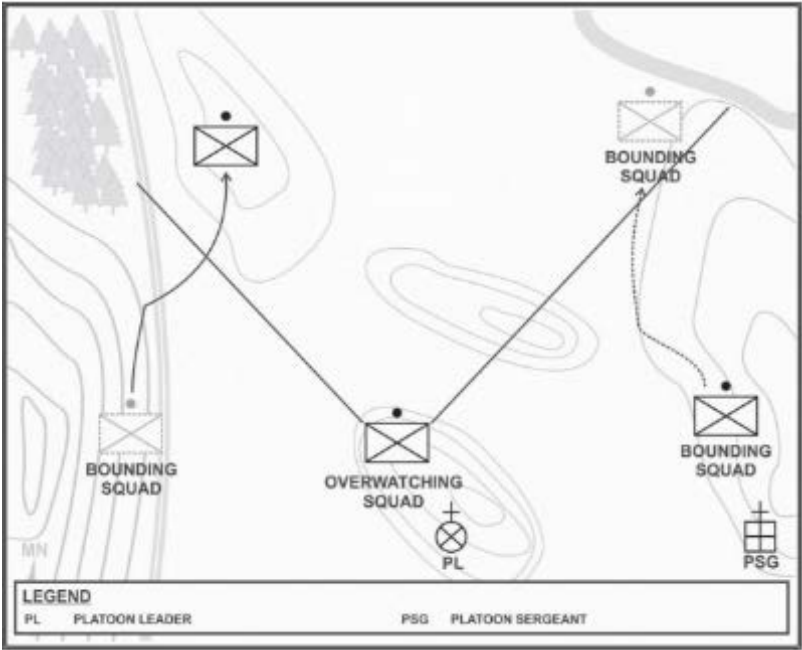 BOUNDING
SQUAD
BOUNDING
SQUAD
OVERWATCHING
SQUAD
BOUNDING
SQUAD
PL
PSG
MN
LEGEND
PL PLATOON LEADER PSG PLATOON SERGEANT